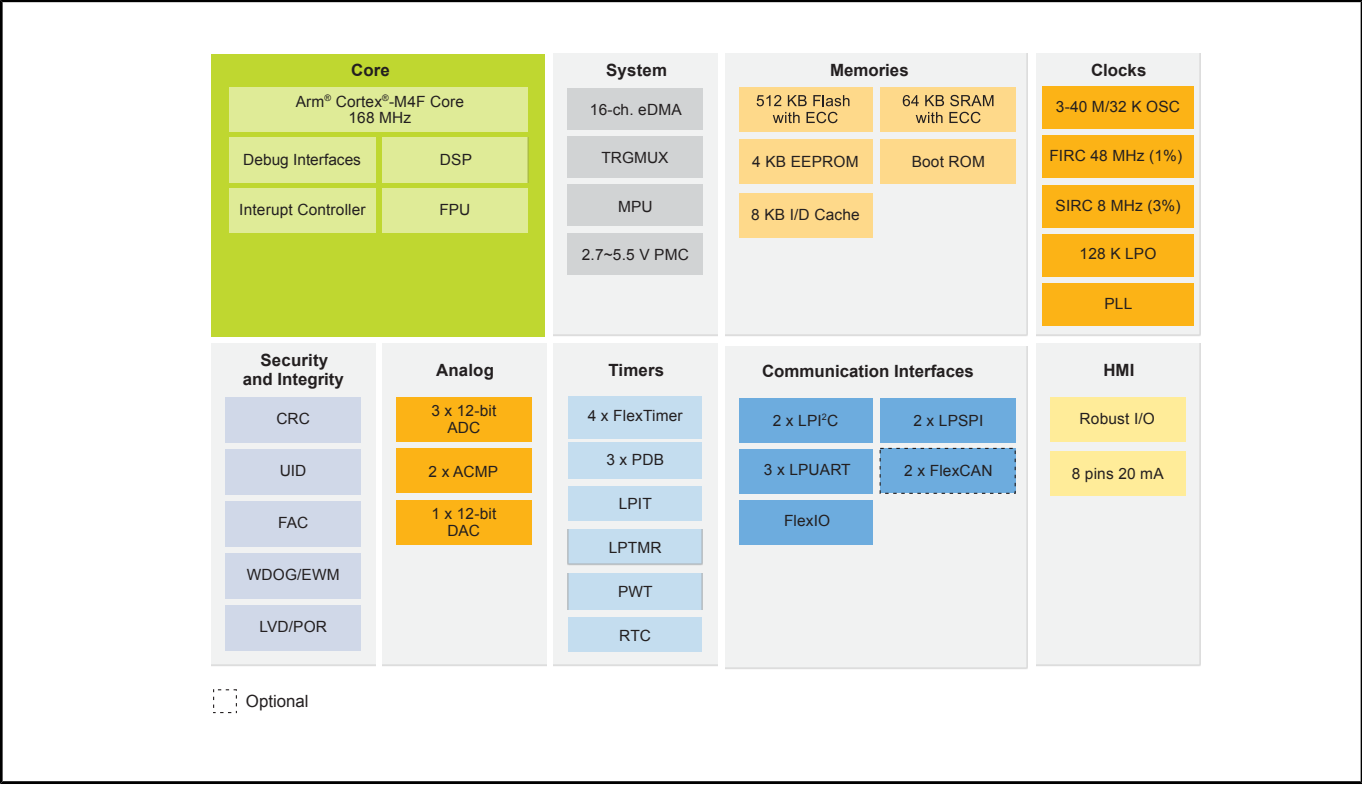 Core
Arm® Cortex®-M4F Core
168 MHz
Debug Interfaces
DSP
Interupt Controller
FPU
System
16-ch. eDMA
TRGMUX
MPU
2.7~5.5 V PMC
Memories
512 KB Flash
with ECC
64 KB SRAM
with ECC
4 KB EEPROM
Boot ROM
8 KB I/D Cache
Clocks
3-40 M/32 K OSC
FIRC 48 MHz (1%)
SIRC 8 MHz (3%)
128 K LPO
PLL
Security
and Integrity
CRC
UID
FAC
WDOG/EWM
LVD/POR
Analog
3 x 12-bit
ADC
2 x ACMP
1 x 12-bit
DAC
Timers
4 x FlexTimer
3 x PDB
LPIT
LPTMR
PWT
RTC
Communication Interfaces
2 x LPI²C
2 x LPSPI
3 x LPUART
2 x FlexCAN
FlexIO
HMI
Robust I/O
8 pins 20 mA
Optional